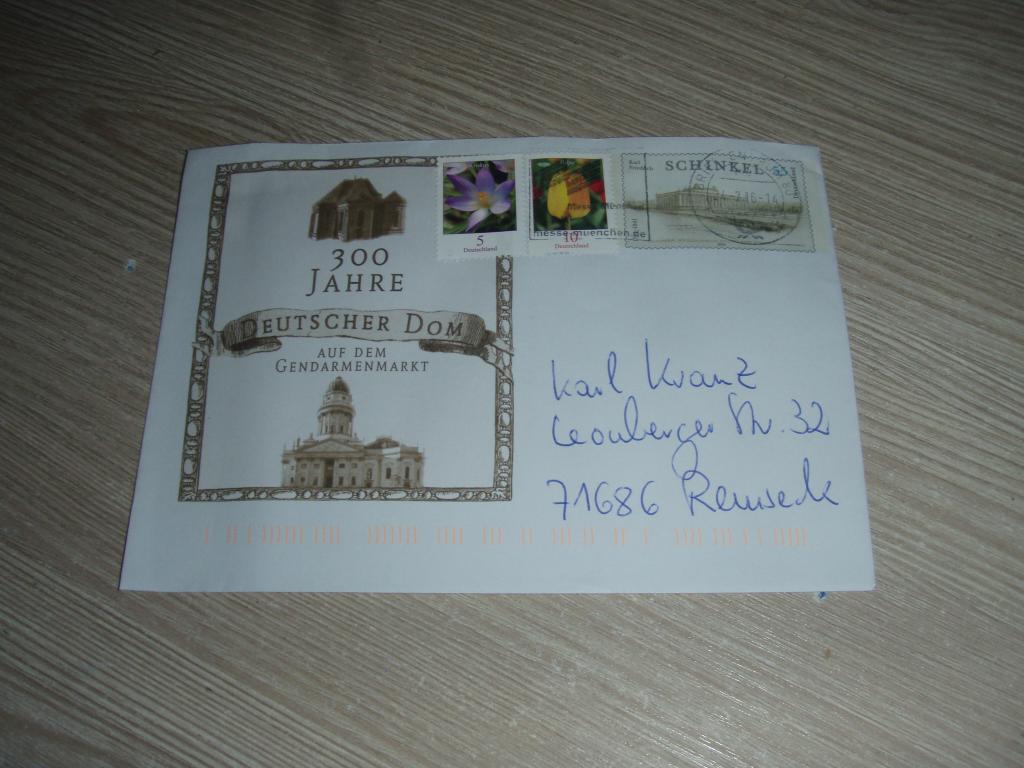 300
JAHRE
DEUTSCHER DOM
AUF DEM
GENDARMENMARKT
5
Deutschland
10
Deutschland
messe-muenchen.de
SCHINKEL
Karl Kranz
Leonberger Str. 32
71686 Remseck